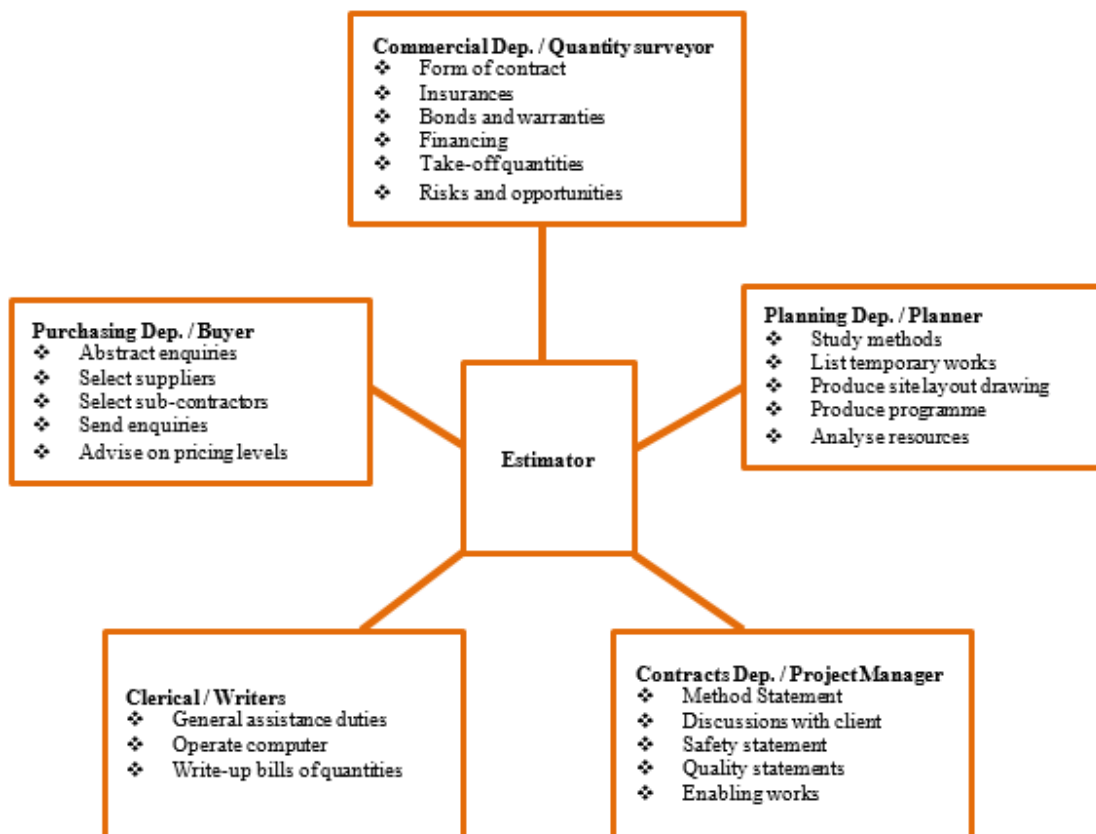 Commercial Dep. / Quantity surveyor
❖ Form of contract
❖ Insurances
❖ Bonds and warranties
❖ Financing
❖ Take-off quantities
❖ Risks and opportunities
Purchasing Dep. / Buyer
❖ Abstract enquiries
❖ Select suppliers
❖ Select sub-contractors
❖ Send enquiries
❖ Advise on pricing levels
Planning Dep. / Planner
❖ Study methods
❖ List temporary works
❖ Produce site layout drawing
❖ Produce programme
❖ Analyse resources
Estimator
Clerical / Writers
❖ General assistance duties
❖ Operate computer
❖ Write-up bills of quantities
Contracts Dep. / Project Manager
❖ Method Statement
❖ Discussions with client
❖ Safety statement
❖ Quality statements
❖ Enabling works